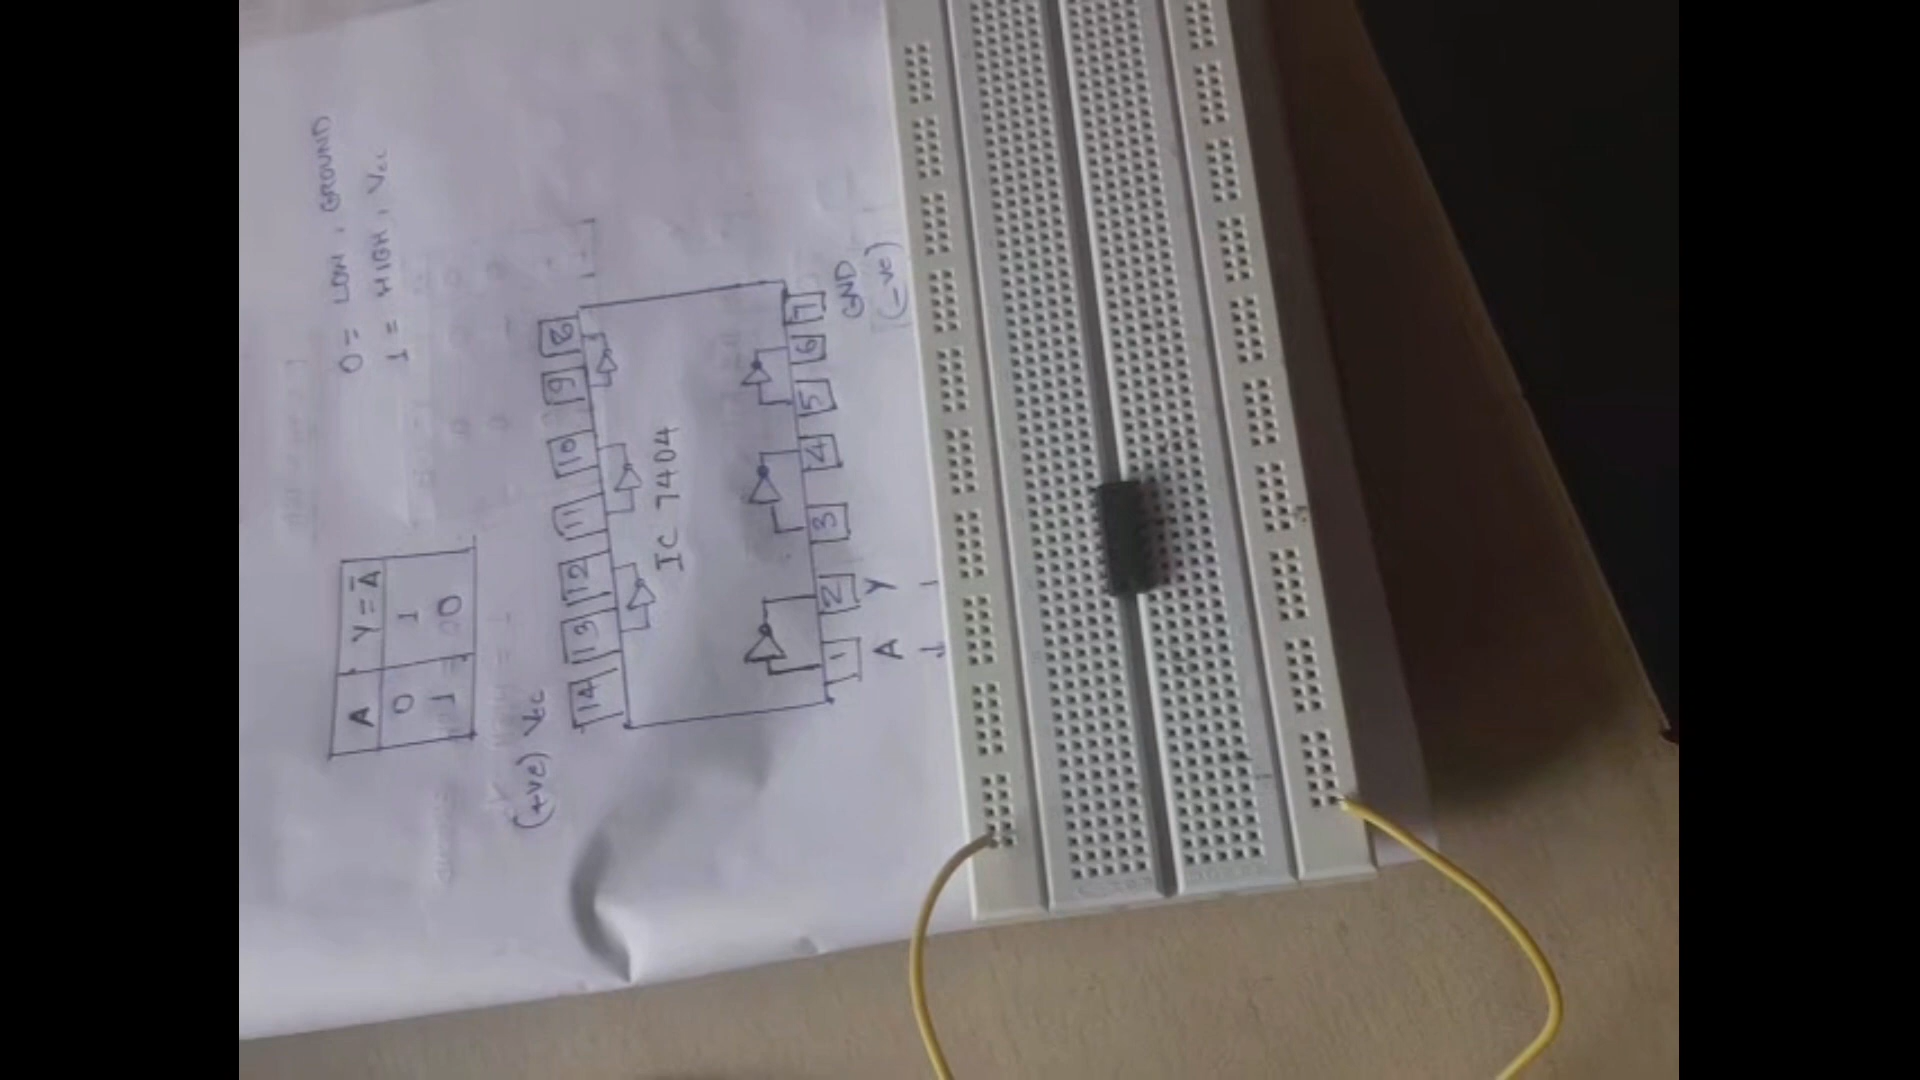 0 = LOW, GROUND
1 = HIGH, Vcc
A Y = A̅
0 1
1 0
(+ve) Vcc
14 13 12 11 10 9 8
IC 7404
1 2 3 4 5 6 7
A Y GND
(-ve)